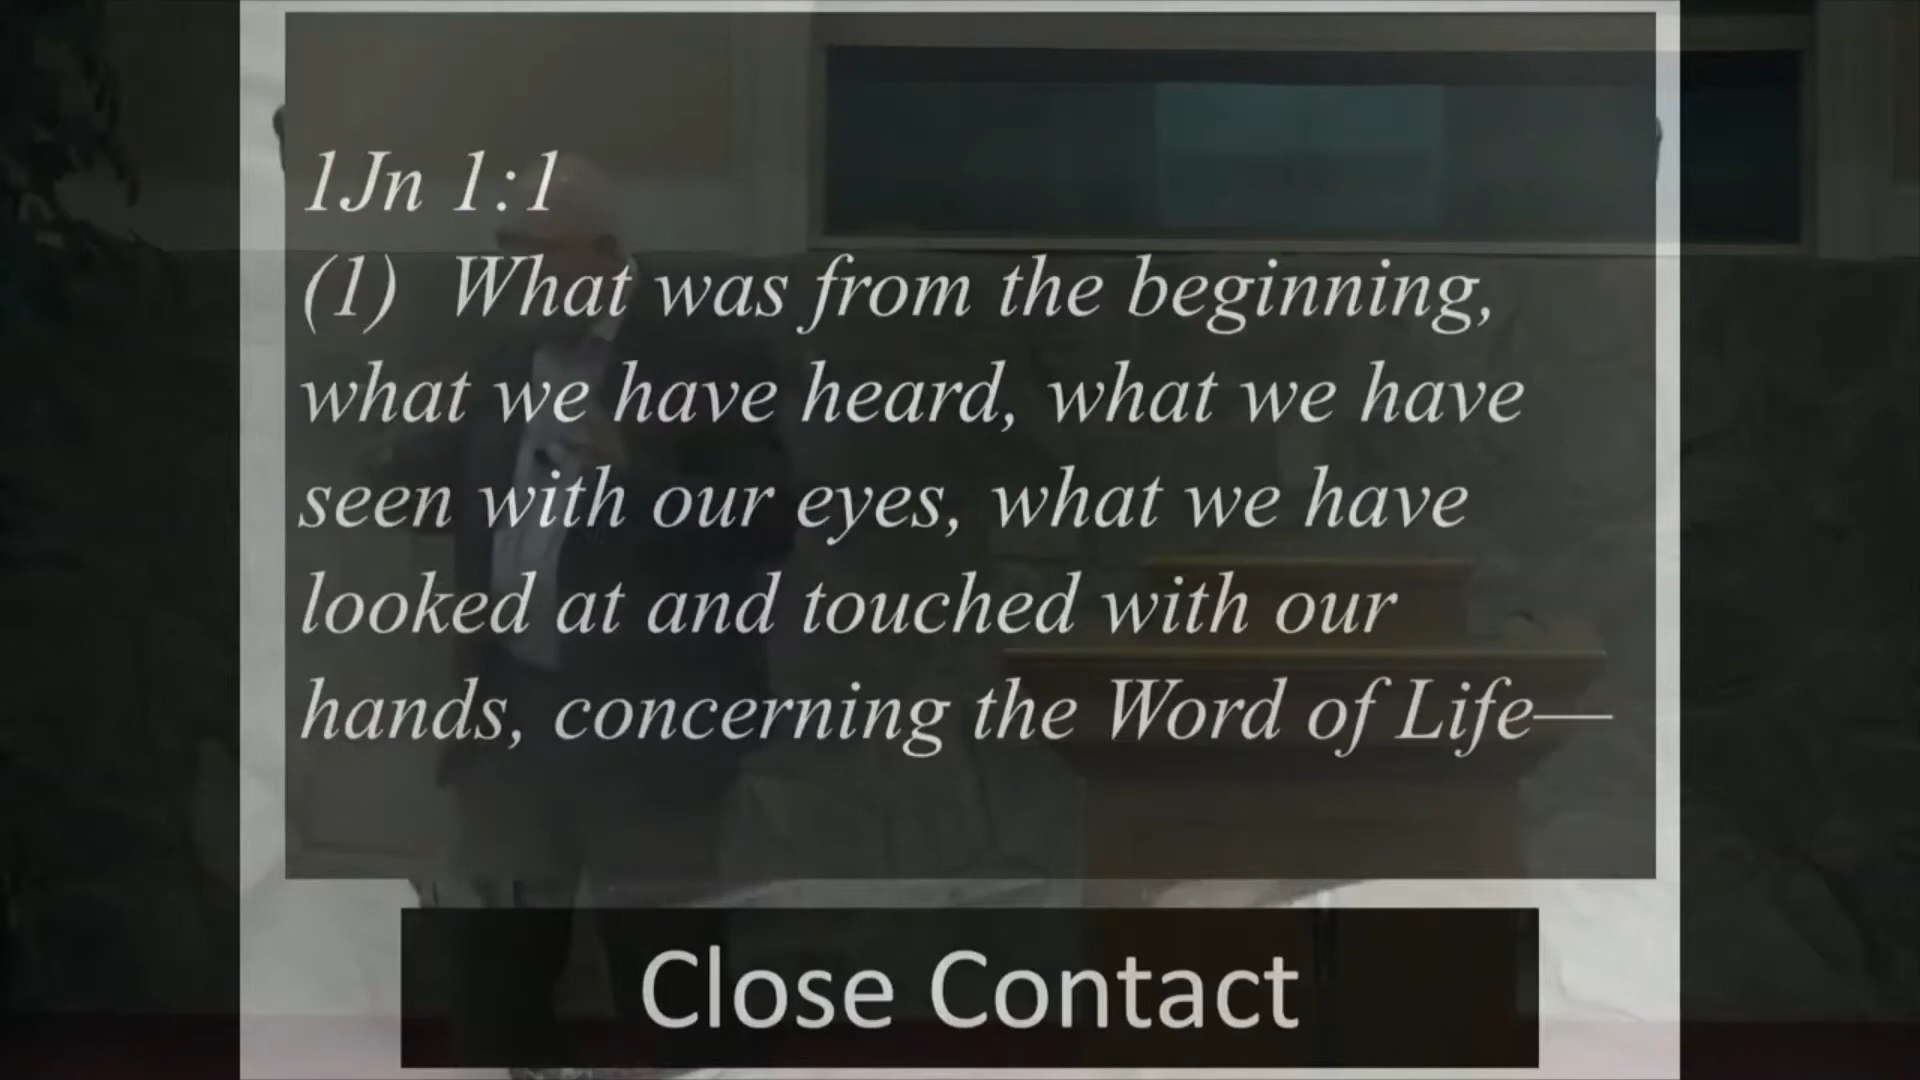 1Jn 1:1
(1) What was from the beginning,
what we have heard, what we have
seen with our eyes, what we have
looked at and touched with our
hands, concerning the Word of Life—
Close Contact